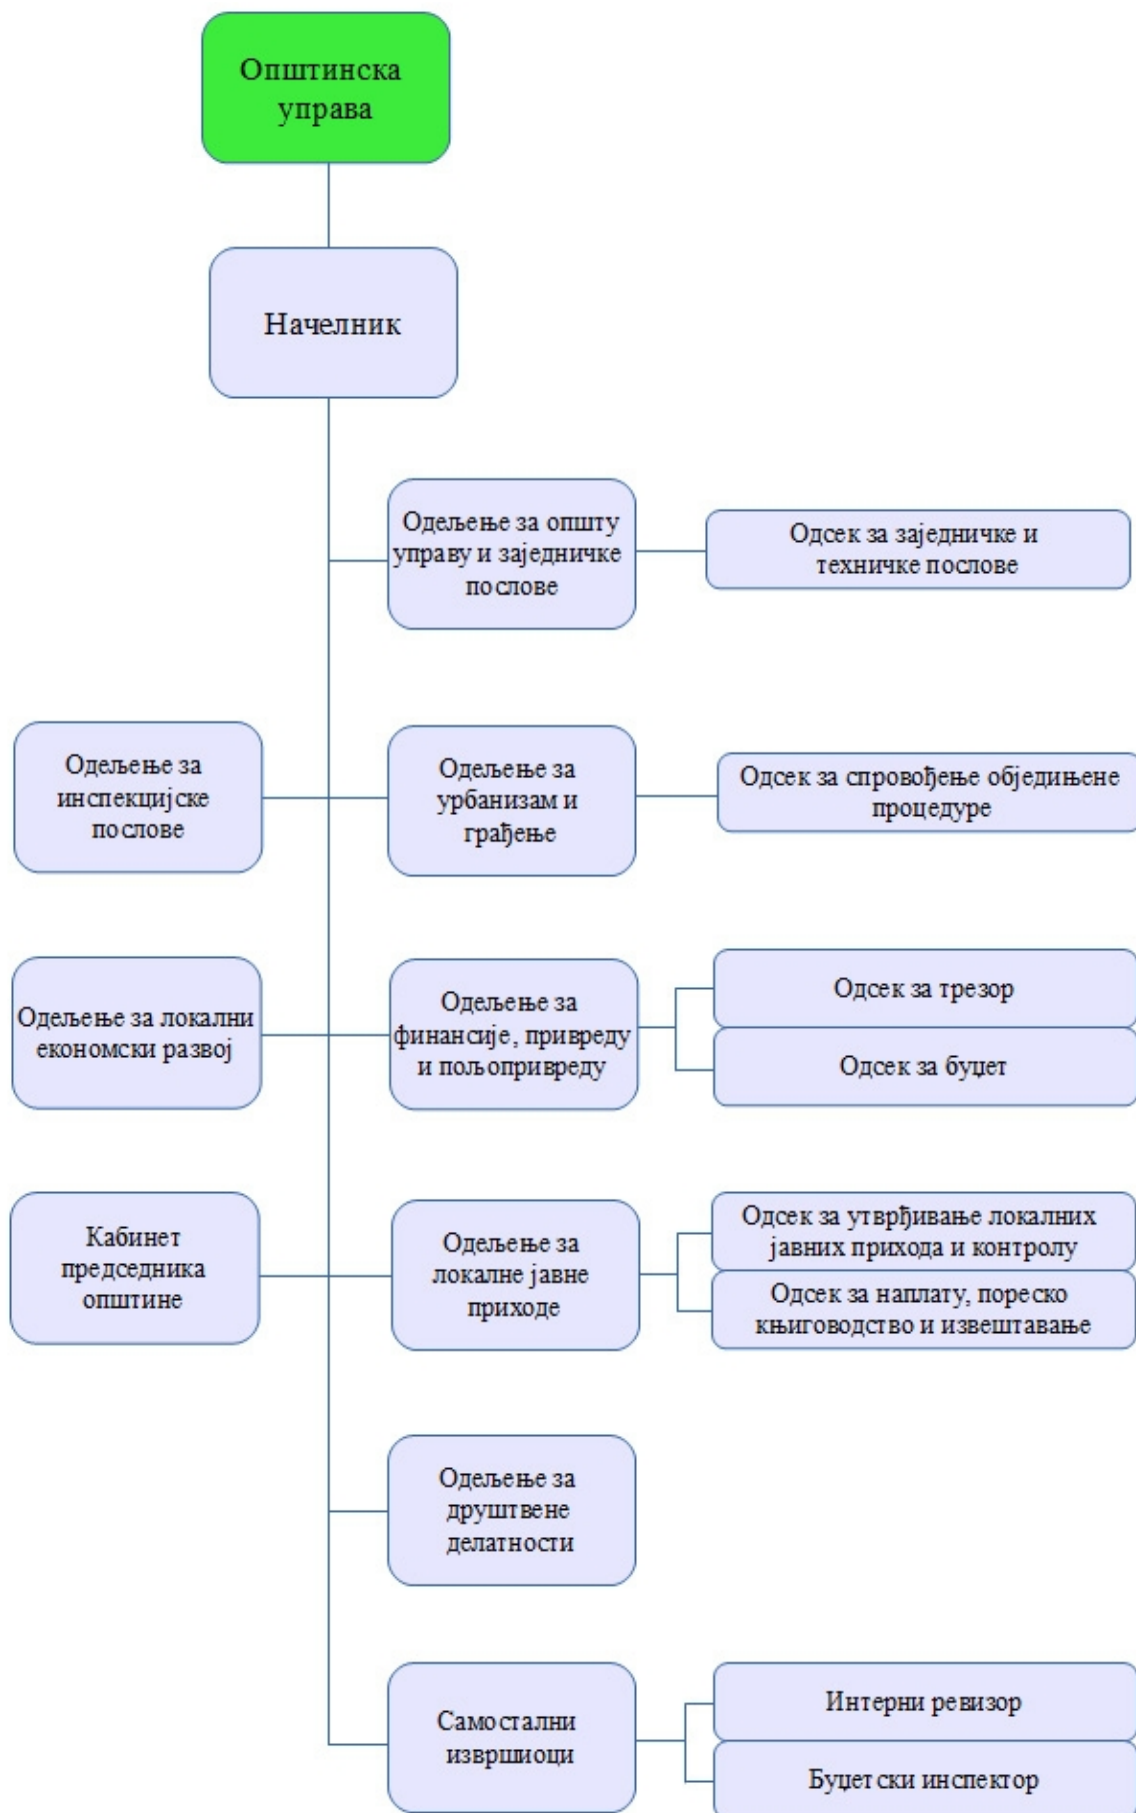 Општинска
управа
Начелник
Одељење за општу
управу и заједничке
послове
Одсек за заједничке и
техничке послове
Одељење за
инспекцијске
послове
Одељење за
урбанизам и
грађење
Одсек за спровођење обједињене
процедуре
Одељење за локални
економски развој
Одељење за
финансије, привреду
и пољопривреду
Одсек за трезор
Одсек за буџет
Кабинет
председника
општине
Одељење за
локалне јавне
приходе
Одсек за утврђивање локалних
јавних прихода и контролу
Одсек за наплату, пореско
књиговодство и извештавање
Одељење за
друштвене
делатности
Самостални
извршиоци
Интерни ревизор
Буџетски инспектор